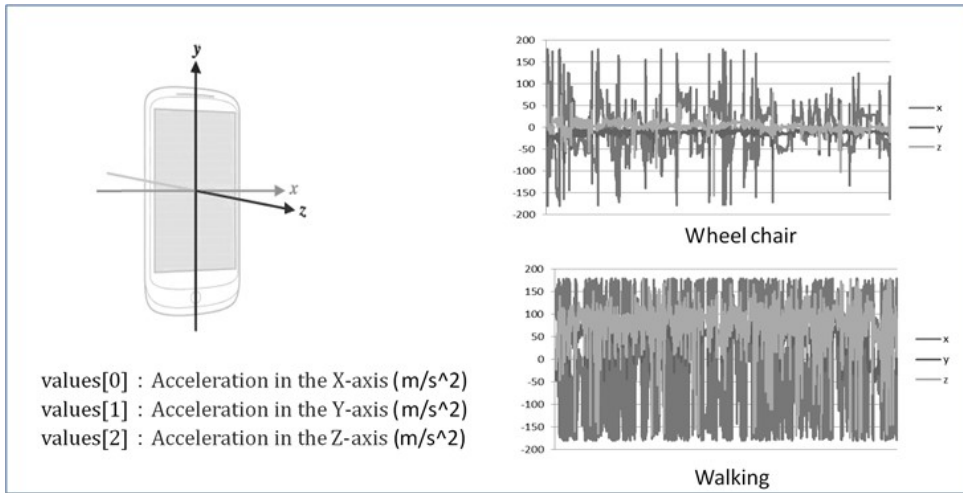 y
x
z
values[0] : Acceleration in the X-axis (m/s^2)
values[1] : Acceleration in the Y-axis (m/s^2)
values[2] : Acceleration in the Z-axis (m/s^2)
200
150
100
50
0
-50
-100
-150
-200
x
y
z
Wheel chair
200
150
100
50
0
-50
-100
-150
-200
x
y
z
Walking